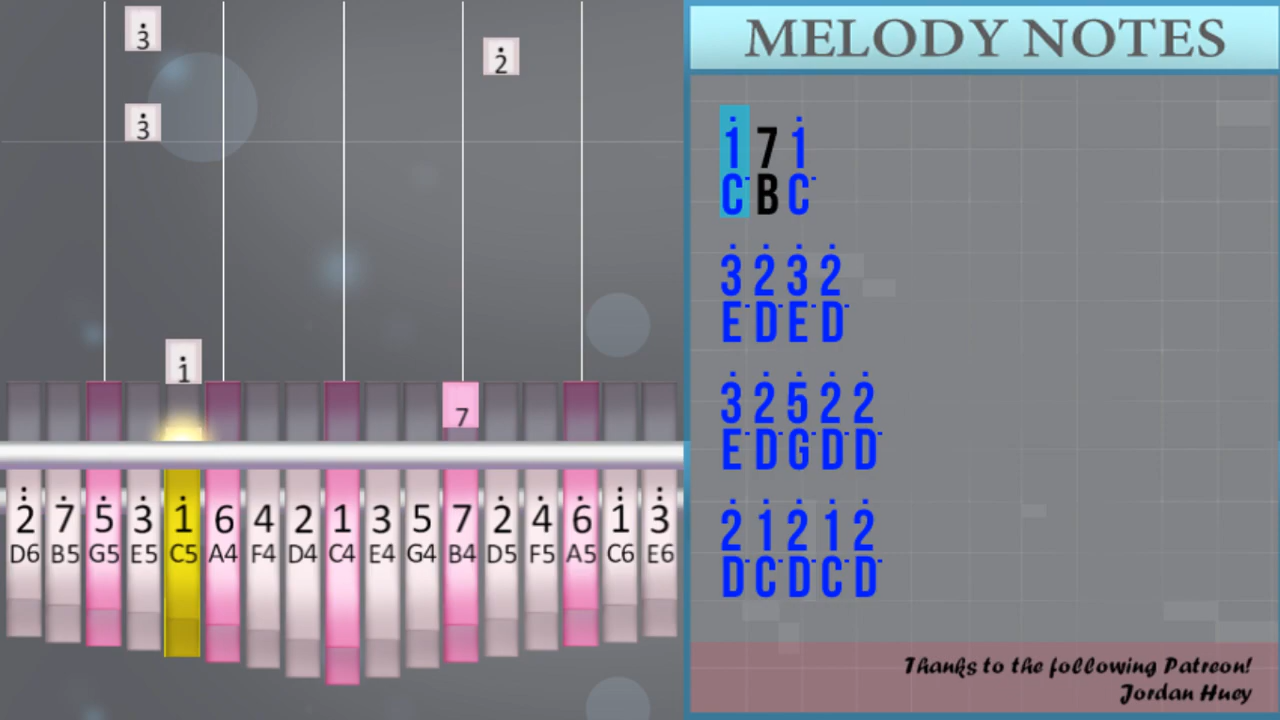 3̇
2̇
3̇
1̇
7
2̈ 7̇ 5̇ 3̇ 1̇ 6 4 2 1 3 5 7 2̇ 4̇ 6̇ 1̈ 3̈
D6 B5 G5 E5 C5 A4 F4 D4 C4 E4 G4 B4 D5 F5 A5 C6 E6
MELODY NOTES
1̇ 7 1̇
C˙ B C˙
3̇ 2̇ 3̇ 2̇
E˙ D˙ E˙ D˙
3̇ 2̇ 5̇ 2̇ 2̇
E˙ D˙ G˙ D˙ D˙
2̇ 1̇ 2̇ 1̇ 2̇
D˙ C˙ D˙ C˙ D˙
Thanks to the following Patreon!
Jordan Huey